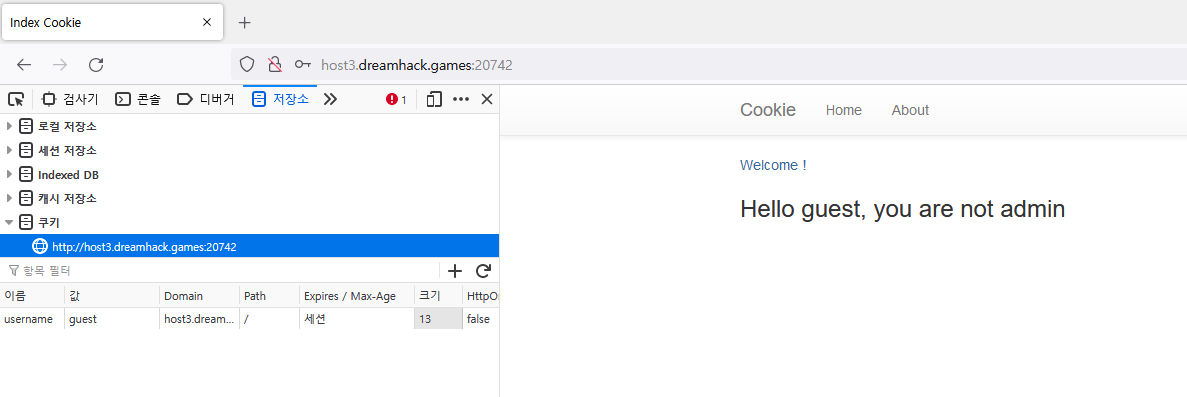 Index Cookie
host3.dreamhack.games:20742
검사기 콘솔 디버거 저장소 1
로컬 저장소
세션 저장소
Indexed DB
캐시 저장소
쿠키
http://host3.dreamhack.games:20742
항목 필터
이름 값 Domain Path Expires / Max-Age 크기 HttpOn
username guest host3.dream... / 세션 13 false
Cookie Home About
Welcome !
Hello guest, you are not admin